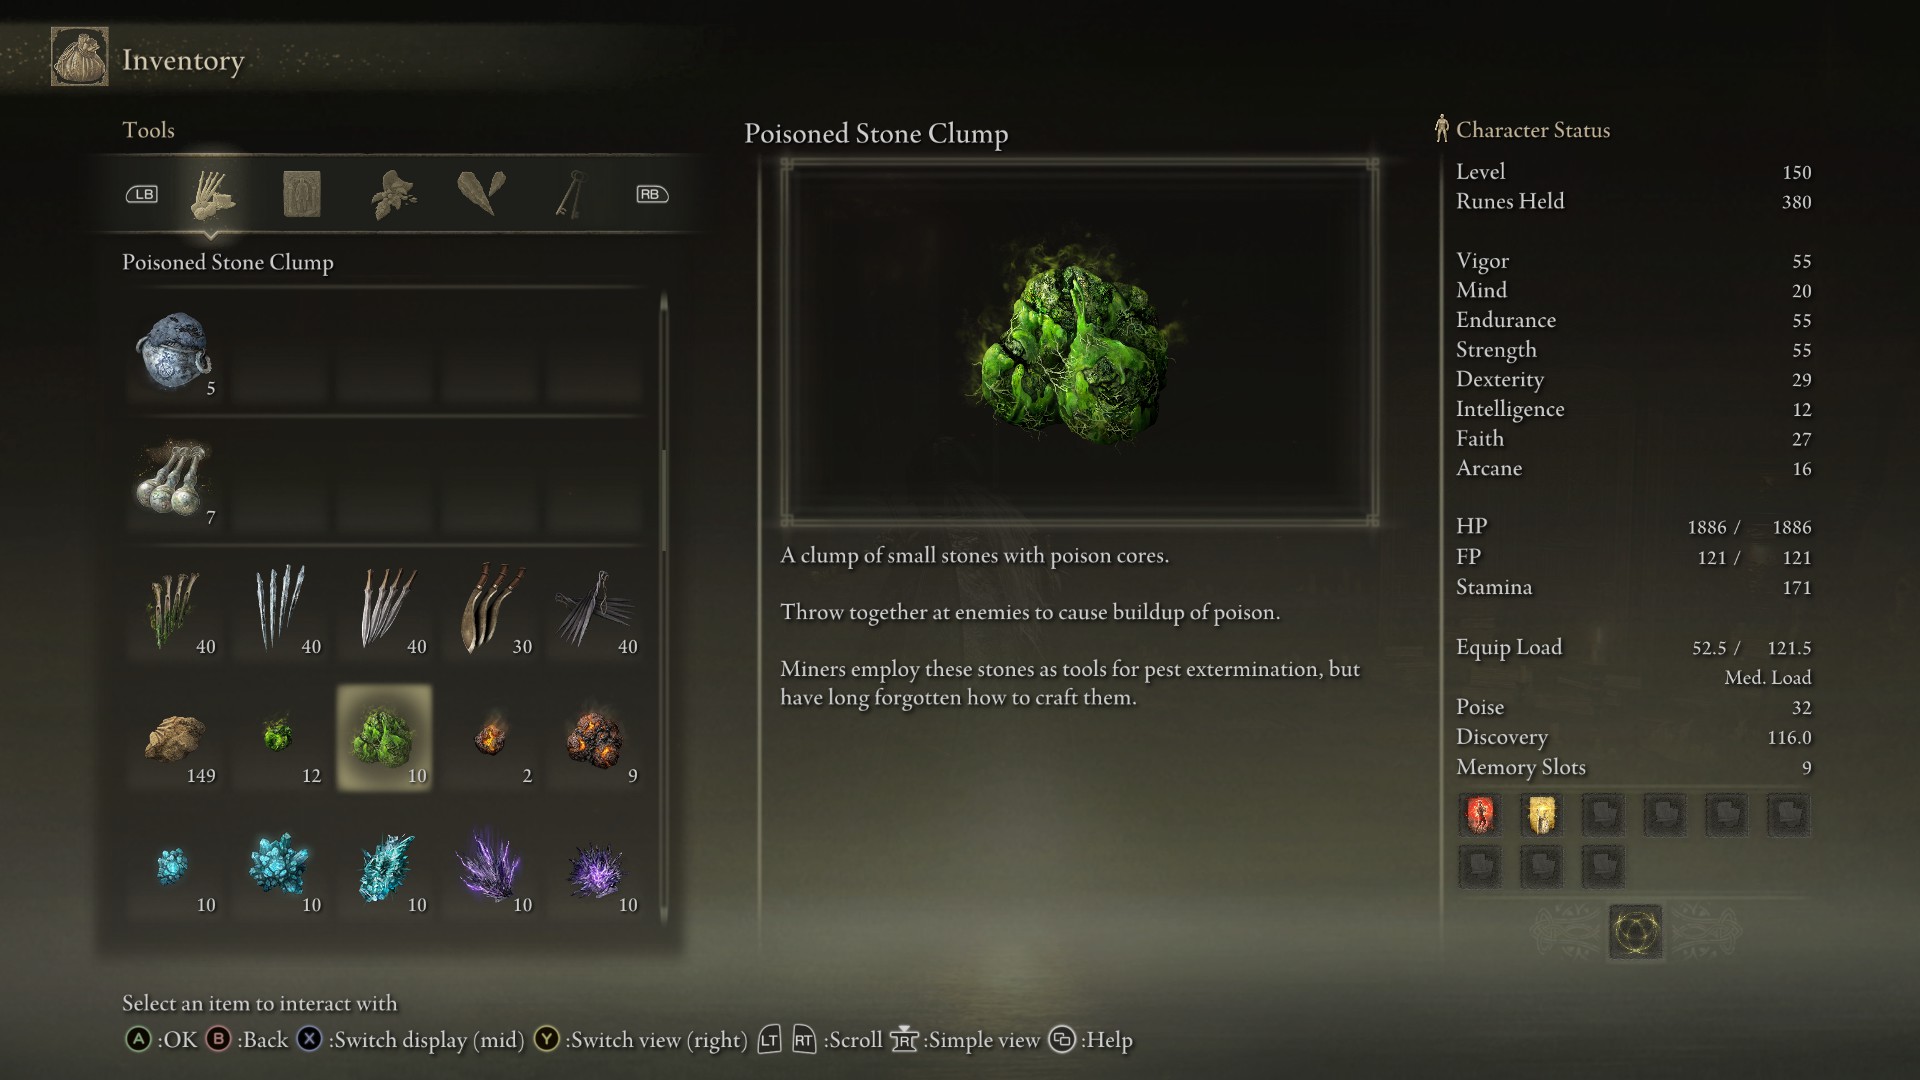 Inventory
Tools
LB
RB
Poisoned Stone Clump
5
7
40 40 40 30 40
149 12 10 2 9
10 10 10 10 10
Poisoned Stone Clump
A clump of small stones with poison cores.
Throw together at enemies to cause buildup of poison.
Miners employ these stones as tools for pest extermination, but
have long forgotten how to craft them.
Character Status
Level 150
Runes Held 380
Vigor 55
Mind 20
Endurance 55
Strength 55
Dexterity 29
Intelligence 12
Faith 27
Arcane 16
HP 1886 / 1886
FP 121 / 121
Stamina 171
Equip Load 52.5 / 121.5
Med. Load
Poise 32
Discovery 116.0
Memory Slots 9
Select an item to interact with
A :OK B :Back X :Switch display (mid) Y :Switch view (right) LT RT :Scroll R :Simple view :Help